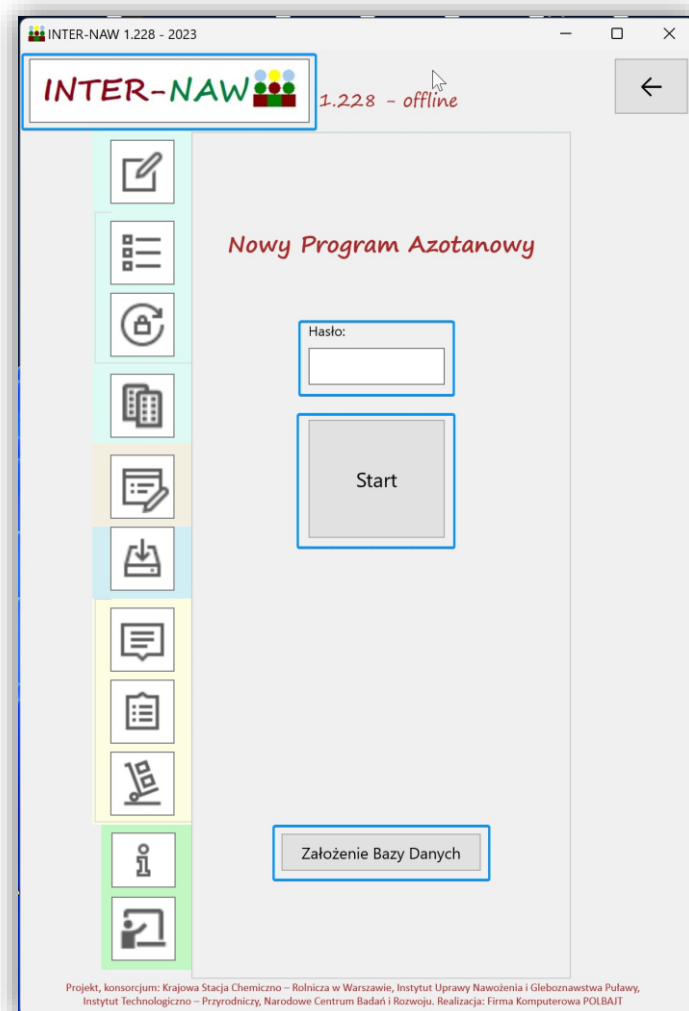 INTER-NAW 1.228 - 2023
INTER-NAW
1.228 - offline
Nowy Program Azotanowy
Hasło:
Start
Założenie Bazy Danych
Projekt, konsorcjum: Krajowa Stacja Chemiczno – Rolnicza w Warszawie, Instytut Uprawy Nawożenia i Gleboznawstwa Puławy,
Instytut Technologiczno – Przyrodniczy, Narodowe Centrum Badań i Rozwoju. Realizacja: Firma Komputerowa POLBAJT